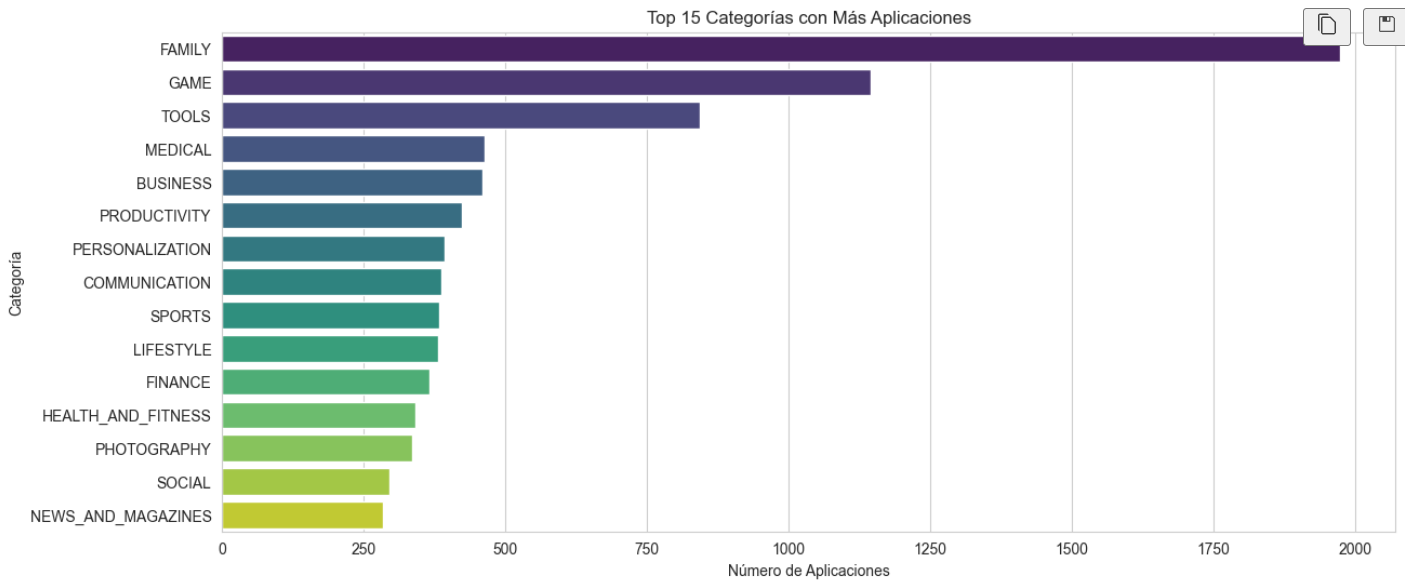 Top 15 Categorías con Más Aplicaciones
FAMILY
GAME
TOOLS
MEDICAL
BUSINESS
PRODUCTIVITY
PERSONALIZATION
COMMUNICATION
SPORTS
LIFESTYLE
FINANCE
HEALTH_AND_FITNESS
PHOTOGRAPHY
SOCIAL
NEWS_AND_MAGAZINES
Categoría
0 250 500 750 1000 1250 1500 1750 2000
Número de Aplicaciones